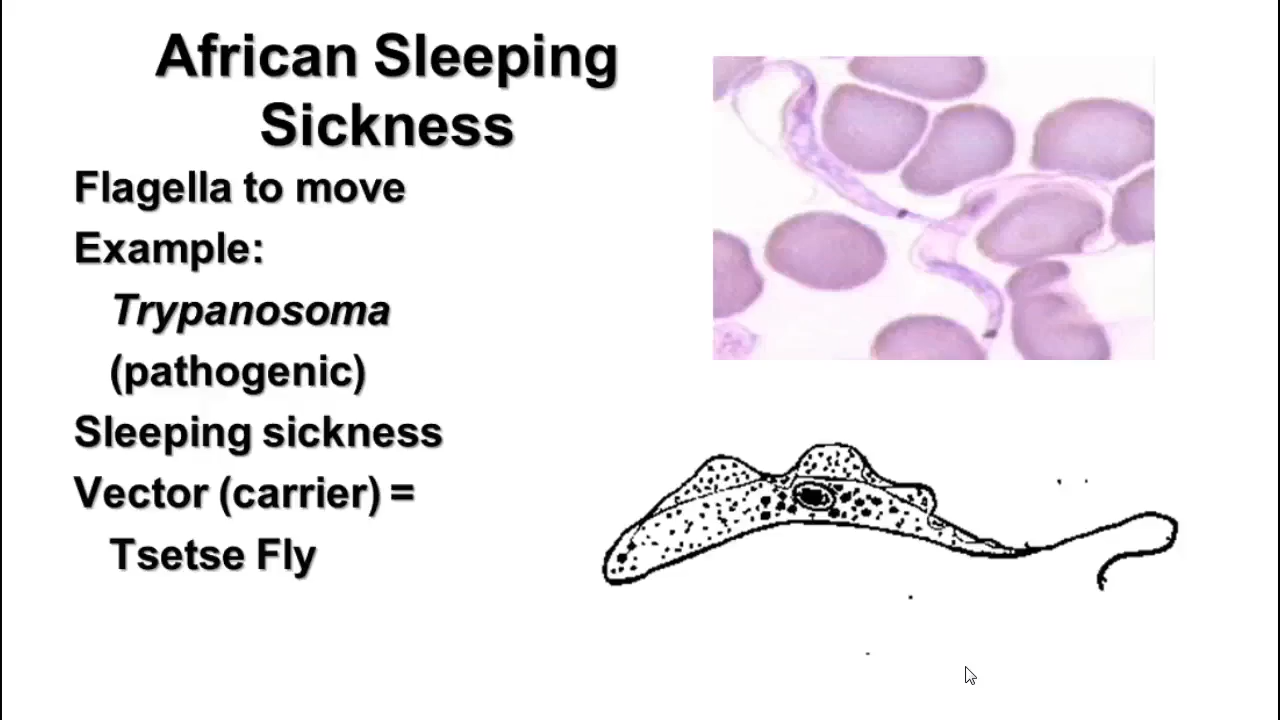 African Sleeping
Sickness
Flagella to move
Example:
Trypanosoma
(pathogenic)
Sleeping sickness
Vector (carrier) =
Tsetse Fly